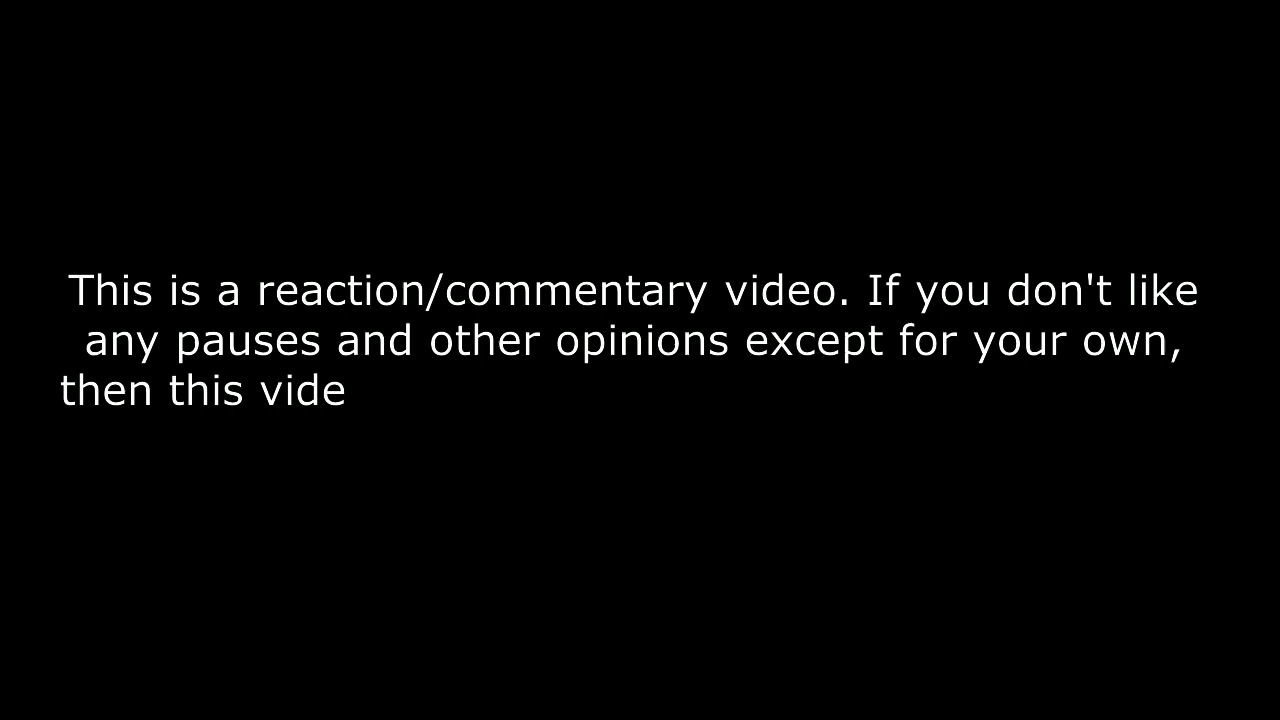 This is a reaction/commentary video. If you don't like
any pauses and other opinions except for your own,
then this vide